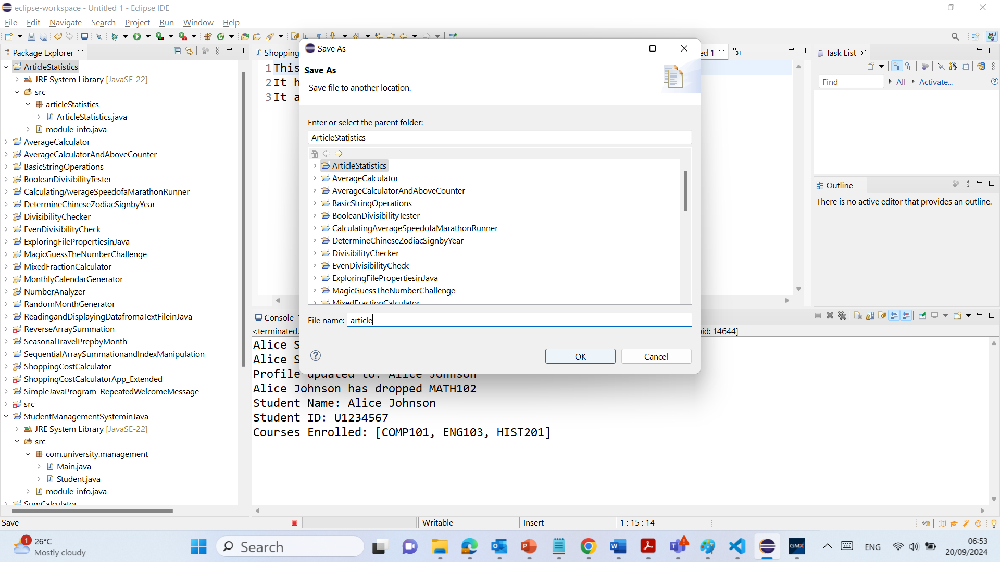 eclipse-workspace - Untitled 1 - Eclipse IDE
File Edit Navigate Search Project Run Window Help
Package Explorer
ArticleStatistics
JRE System Library [JavaSE-22]
src
articleStatistics
ArticleStatistics.java
module-info.java
AverageCalculator
AverageCalculatorAndAboveCounter
BasicStringOperations
BooleanDivisibilityTester
CalculatingAverageSpeedofaMarathonRunner
DetermineChineseZodiacSignbyYear
DivisibilityChecker
EvenDivisibilityCheck
ExploringFilePropertiesinJava
MagicGuessTheNumberChallenge
MixedFractionCalculator
MonthlyCalendarGenerator
NumberAnalyzer
RandomMonthGenerator
ReadingandDisplayingDatafromaTextFileinJava
ReverseArraySummation
SeasonalTravelPrepbyMonth
SequentialArraySummationandIndexManipulation
ShoppingCostCalculator
ShoppingCostCalculatorApp_Extended
SimpleJavaProgram_RepeatedWelcomeMessage
src
StudentManagementSysteminJava
JRE System Library [JavaSE-22]
src
com.university.management
Main.java
Student.java
module-info.java
SumCalculator
Shopping
ed 1
31
1 This
2 It h
3 It a
Save As
Save As
Save file to another location.
Enter or select the parent folder:
ArticleStatistics
ArticleStatistics
AverageCalculator
AverageCalculatorAndAboveCounter
BasicStringOperations
BooleanDivisibilityTester
CalculatingAverageSpeedofaMarathonRunner
DetermineChineseZodiacSignbyYear
DivisibilityChecker
EvenDivisibilityCheck
ExploringFilePropertiesinJava
MagicGuessTheNumberChallenge
MixedFractionCalculator
File name: article
OK Cancel
Task List
Find All Activate...
Outline
There is no active editor that provides an outline.
Console
<terminated> pid: 14644]
Alice S
Alice S
Profile updated to: Alice Johnson
Alice Johnson has dropped MATH102
Student Name: Alice Johnson
Student ID: U1234567
Courses Enrolled: [COMP101, ENG103, HIST201]
Save Writable Insert 1 : 15 : 14
1
26°C
Mostly cloudy
Search
GMX
ENG
06:53
20/09/2024